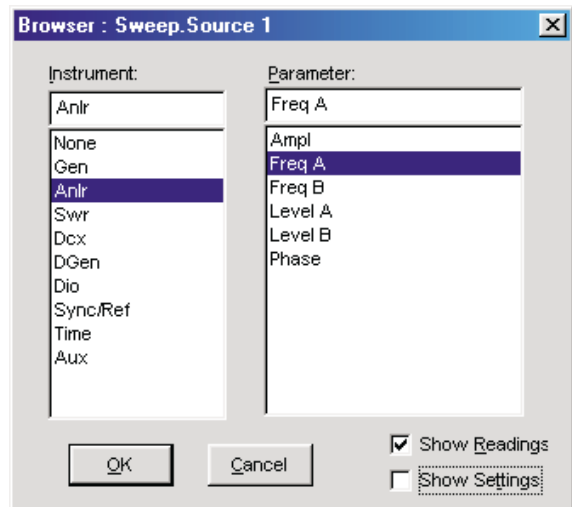 Browser : Sweep.Source 1
Instrument:
Anlr
None
Gen
Anlr
Swr
Dcx
DGen
Dio
Sync/Ref
Time
Aux
Parameter:
Freq A
Ampl
Freq A
Freq B
Level A
Level B
Phase
Show Readings
Show Settings
OK
Cancel